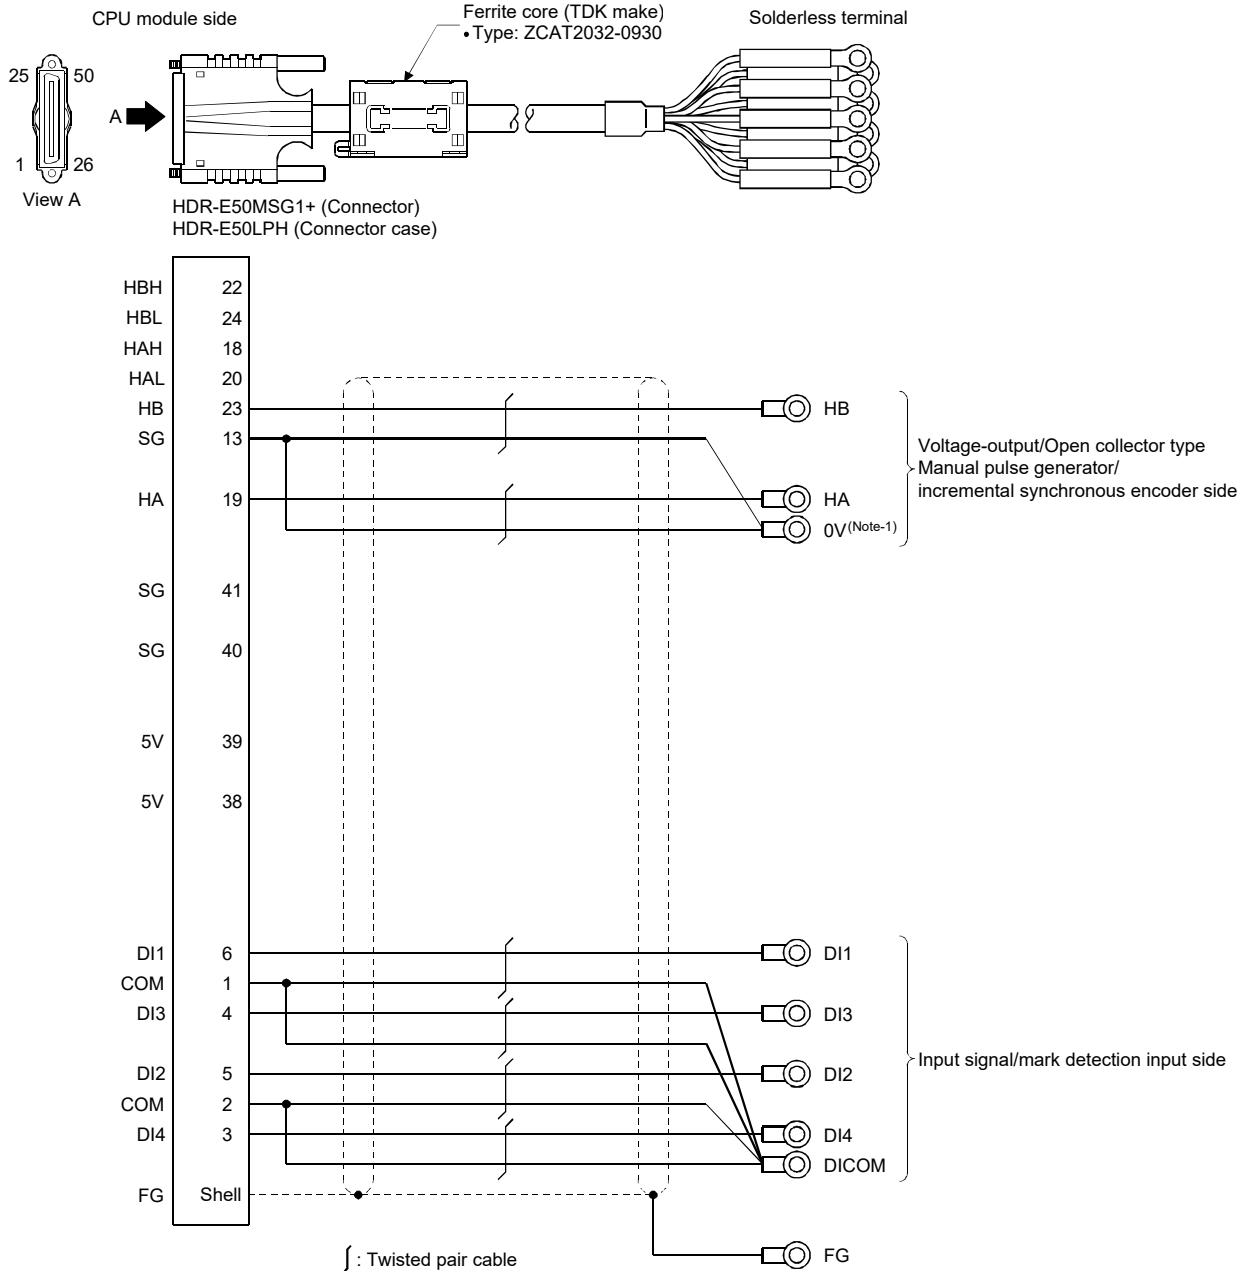 CPU module side
Ferrite core (TDK make)
• Type: ZCAT2032-0930
Solderless terminal
25 50
A
1 26
View A
HDR-E50MSG1+ (Connector)
HDR-E50LPH (Connector case)
HBH 22
HBL 24
HAH 18
HAL 20
HB 23 HB
SG 13
Voltage-output/Open collector type
Manual pulse generator/
incremental synchronous encoder side
HA 19 HA
0V(Note-1)
SG 41
SG 40
5V 39
5V 38
DI1 6 DI1
COM 1
DI3 4 DI3
Input signal/mark detection input side
DI2 5 DI2
COM 2
DI4 3 DI4
DICOM
FG Shell
: Twisted pair cable
FG